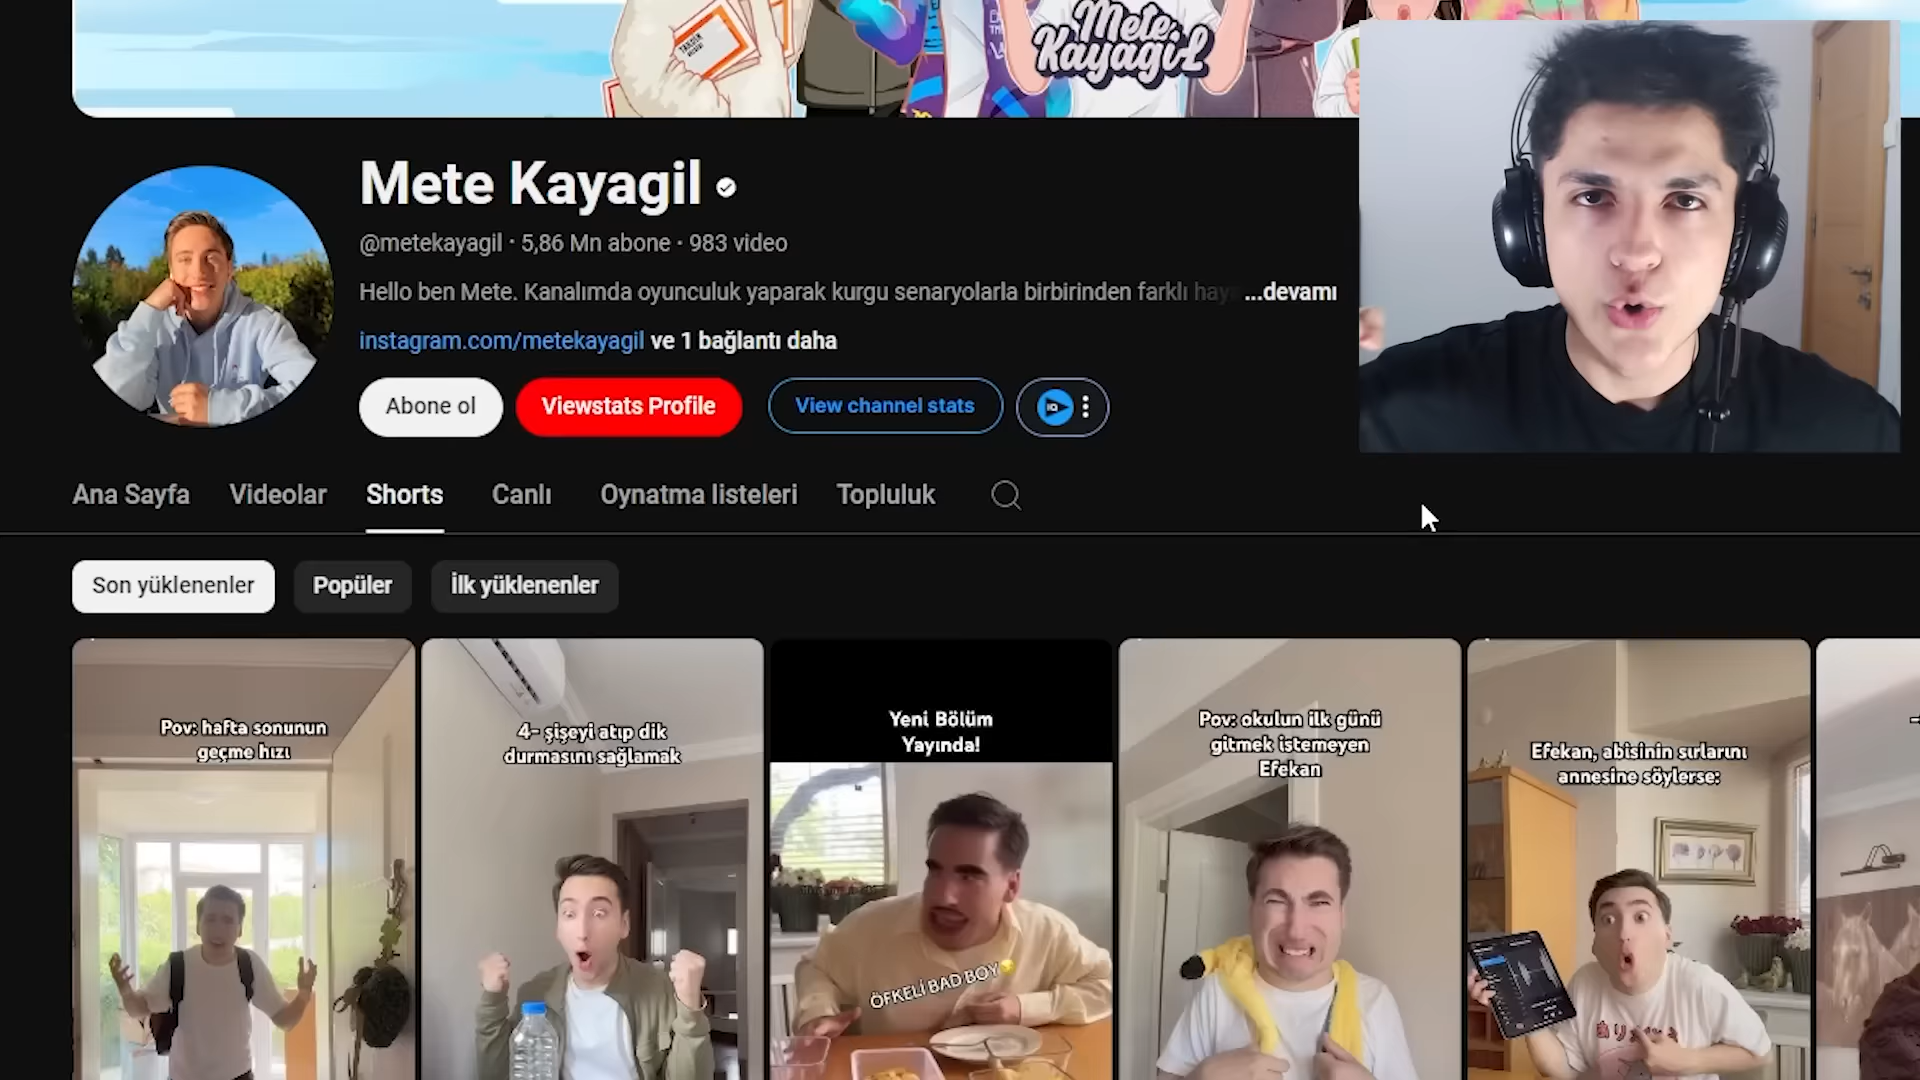 Mete
Kayagil
Mete Kayagil
@metekayagil · 5,86 Mn abone · 983 video
Hello ben Mete. Kanalımda oyunculuk yaparak kurgu senaryolarla birbirinden farklı hay ...devamı
instagram.com/metekayagil ve 1 bağlantı daha
Abone ol
Viewstats Profile
View channel stats
IQ
Ana Sayfa
Videolar
Shorts
Canlı
Oynatma listeleri
Topluluk
Son yüklenenler
Popüler
İlk yüklenenler
Pov: hafta sonunun
geçme hızı
4- şişeyi atıp dik
durmasını sağlamak
Yeni Bölüm
Yayında!
ÖFKELİ BAD BOY
Pov: okulun ilk günü
gitmek istemeyen
Efekan
Efekan, abisinin sırlarını
annesine söylerse: